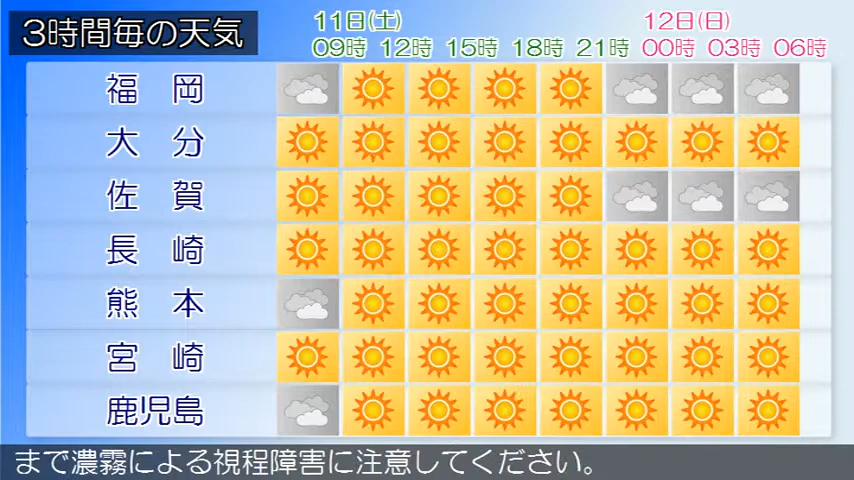 3時間毎の天気
11日(土) 12日(日)
09時 12時 15時 18時 21時 00時 03時 06時
福岡
大分
佐賀
長崎
熊本
宮崎
鹿児島
まで濃霧による視程障害に注意してください。